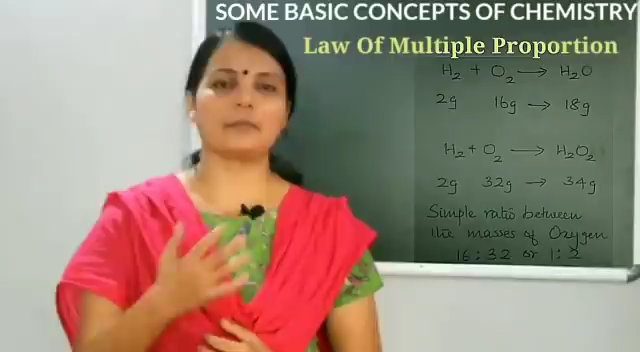 SOME BASIC CONCEPTS OF CHEMISTRY
Law Of Multiple Proportion
H₂ + O₂ → H₂O
2g 16g → 18g
H₂ + O₂ → H₂O₂
2g 32g → 34g
Simple ratio between
the masses of Oxygen
16 : 32 or 1 : 2